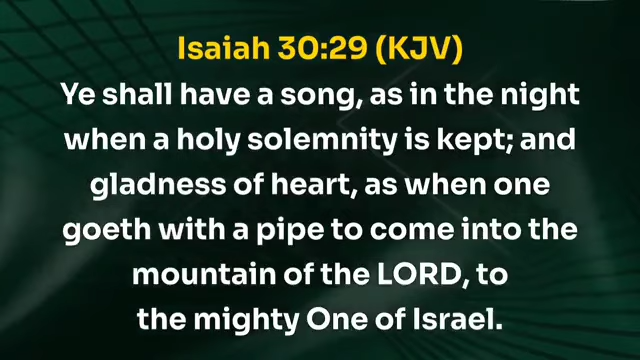 Isaiah 30:29 (KJV)
Ye shall have a song, as in the night
when a holy solemnity is kept; and
gladness of heart, as when one
goeth with a pipe to come into the
mountain of the LORD, to
the mighty One of Israel.